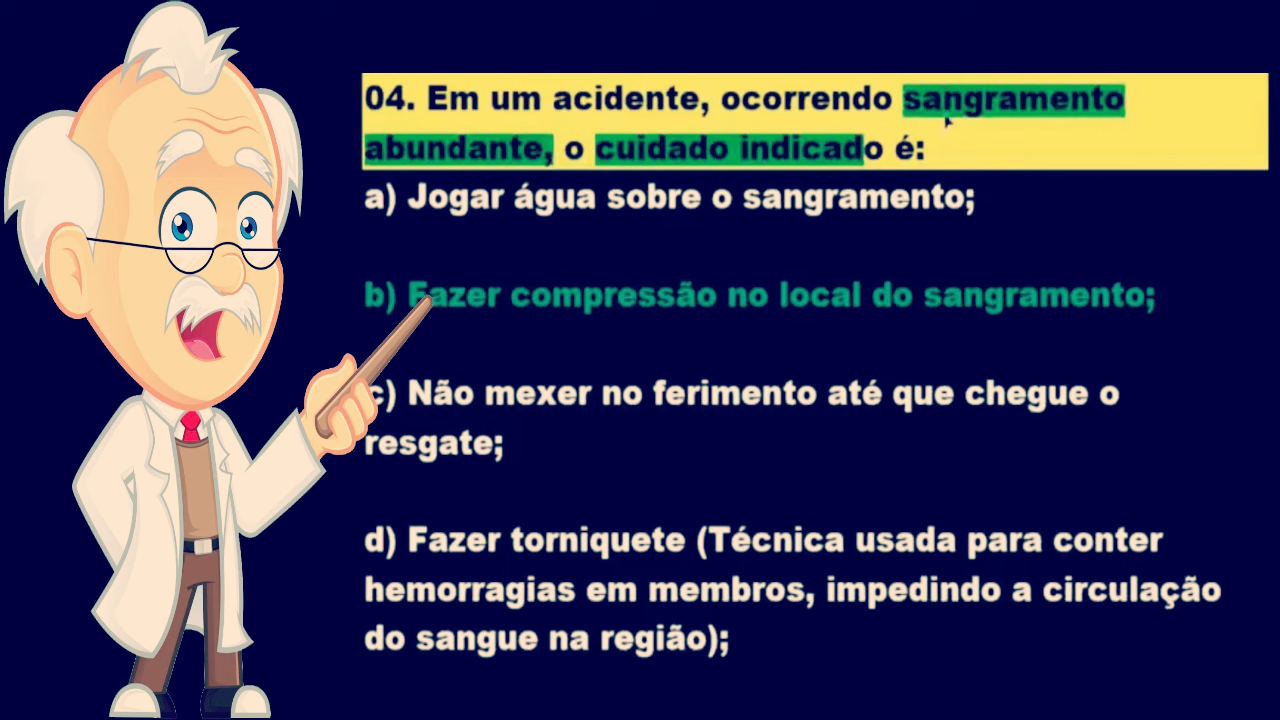 04. Em um acidente, ocorrendo sangramento
abundante, o cuidado indicado é:
a) Jogar água sobre o sangramento;
b) Fazer compressão no local do sangramento;
c) Não mexer no ferimento até que chegue o
resgate;
d) Fazer torniquete (Técnica usada para conter
hemorragias em membros, impedindo a circulação
do sangue na região);